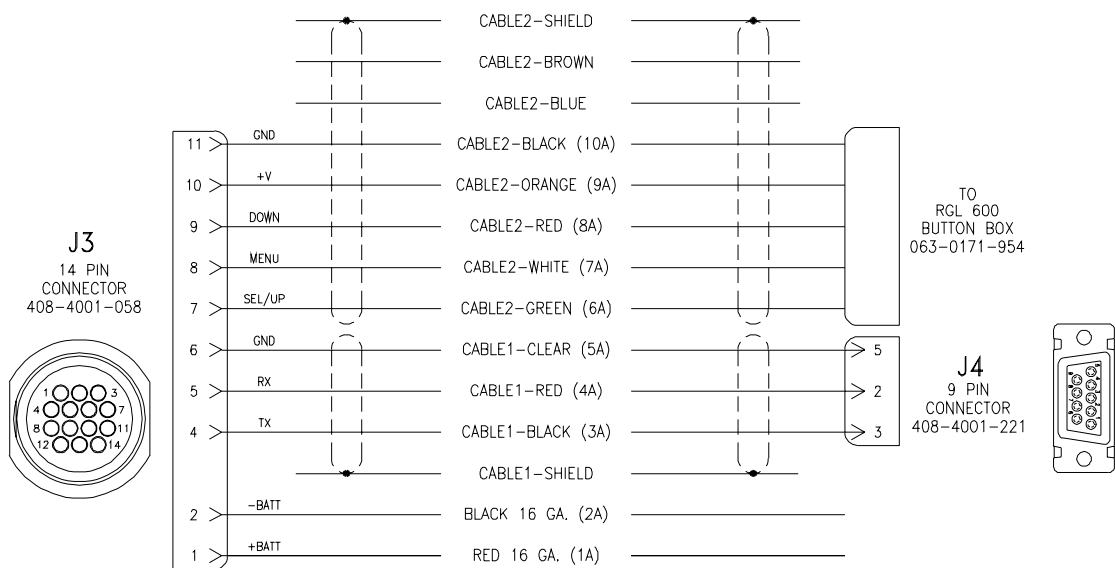 CABLE2-SHIELD
CABLE2-BROWN
CABLE2-BLUE
11 GND CABLE2-BLACK (10A)
10 +V CABLE2-ORANGE (9A)
9 DOWN CABLE2-RED (8A)
8 MENU CABLE2-WHITE (7A)
7 SEL/UP CABLE2-GREEN (6A)
6 GND CABLE1-CLEAR (5A) 5
5 RX CABLE1-RED (4A) 2
4 TX CABLE1-BLACK (3A) 3
CABLE1-SHIELD
2 -BATT BLACK 16 GA. (2A)
1 +BATT RED 16 GA. (1A)
TO
RGL 600
BUTTON BOX
063-0171-954
J3
14 PIN
CONNECTOR
408-4001-058
1 3
4 7
8 11
12 14
J4
9 PIN
CONNECTOR
408-4001-221